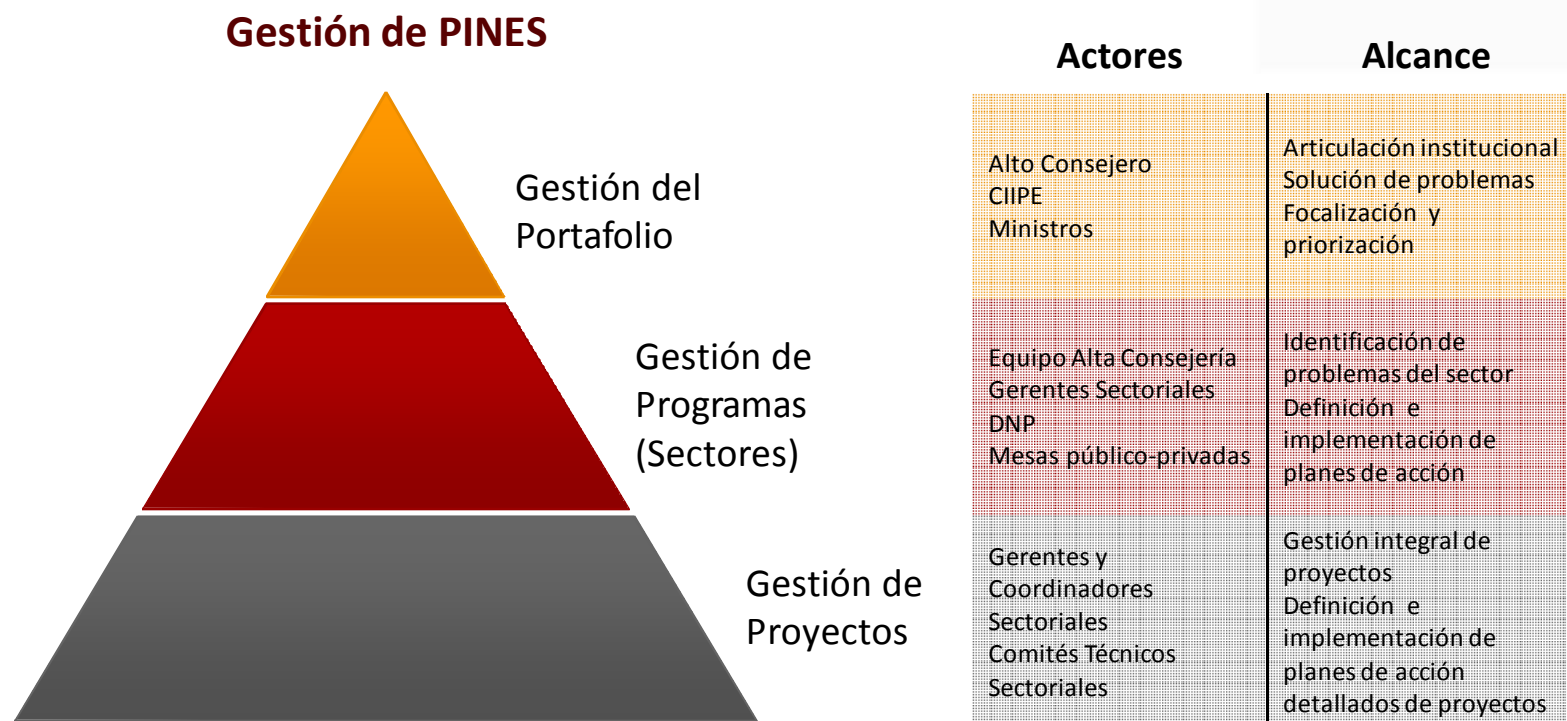 Gestión de PINES
Actores
Alcance
Gestión del
Portafolio
Alto Consejero
CIIPE
Ministros
Articulación institucional
Solución de problemas
Focalización y
priorización
Gestión de
Programas
(Sectores)
Equipo Alta Consejería
Gerentes Sectoriales
DNP
Mesas público-privadas
Identificación de
problemas del sector
Definición e
implementación de
planes de acción
Gestión de
Proyectos
Gerentes y
Coordinadores
Sectoriales
Comités Técnicos
Sectoriales
Gestión integral de
proyectos
Definición e
implementación de
planes de acción
detallados de proyectos